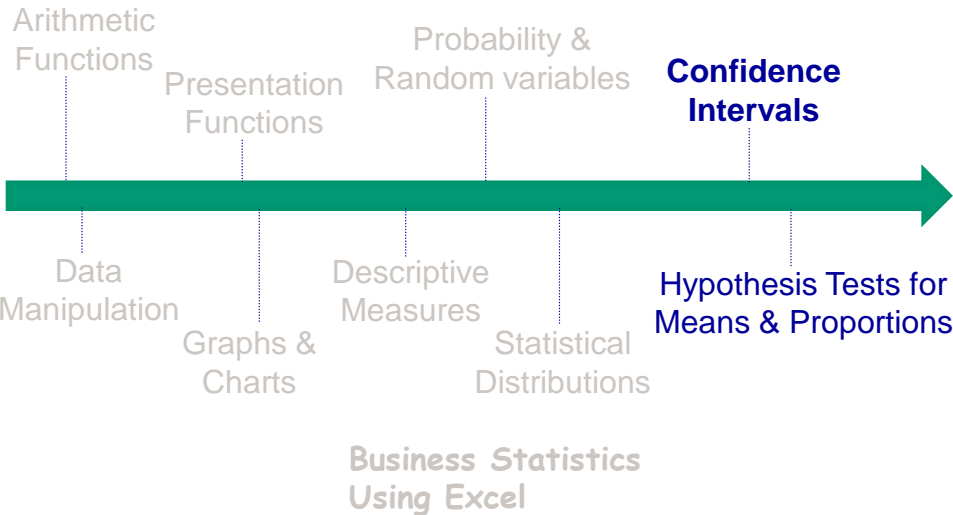 Arithmetic
Functions
Presentation
Functions
Probability &
Random variables
Confidence
Intervals
Data
Manipulation
Graphs &
Charts
Descriptive
Measures
Statistical
Distributions
Hypothesis Tests for
Means & Proportions
Business Statistics
Using Excel